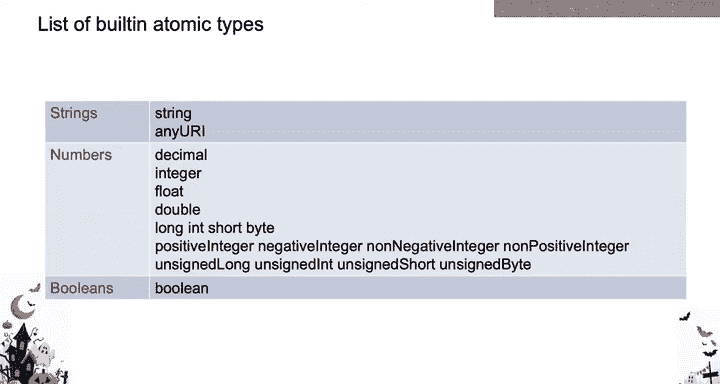 List of builtin atomic types
Strings
string
anyURI
Numbers
decimal
integer
float
double
long int short byte
positiveInteger negativeInteger nonNegativeInteger nonPositiveInteger
unsignedLong unsignedInt unsignedShort unsignedByte
Booleans
boolean